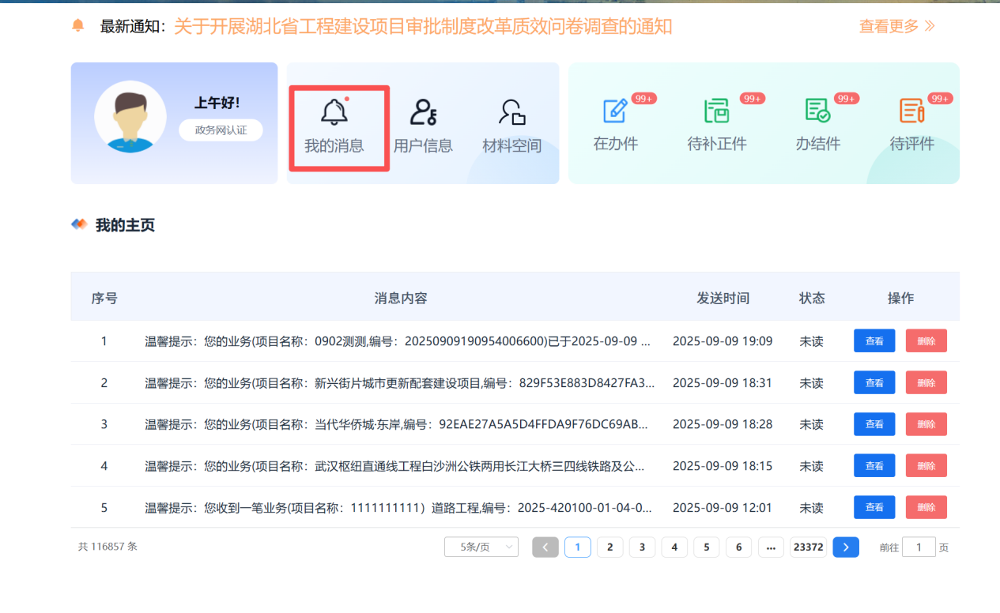 最新通知：关于开展湖北省工程建设项目审批制度改革质效问卷调查的通知 查看更多
上午好!
政务网认证
我的消息 用户信息 材料空间
99+ 99+ 99+ 99+
在办件 待补正件 办结件 待评件
我的主页
序号 消息内容 发送时间 状态 操作
1 温馨提示：您的业务(项目名称：0902测测,编号：20250909190954006600)已于2025-09-09 ... 2025-09-09 19:09 未读 查看 删除
2 温馨提示：您的业务(项目名称：新兴街片城市更新配套建设项目,编号：829F53E883D8427FA3... 2025-09-09 18:31 未读 查看 删除
3 温馨提示：您的业务(项目名称：当代华侨城·东岸,编号：92EAE27A5A5D4FFDA9F76DC69AB... 2025-09-09 18:28 未读 查看 删除
4 温馨提示：您的业务(项目名称：武汉枢纽直通线工程白沙洲公铁两用长江大桥三四线铁路及公... 2025-09-09 18:15 未读 查看 删除
5 温馨提示：您收到一笔业务(项目名称：1111111111）道路工程,编号：2025-420100-01-04-0... 2025-09-09 12:01 未读 查看 删除
共 116857 条 5条/页 1 2 3 4 5 6 ... 23372 前往 1 页